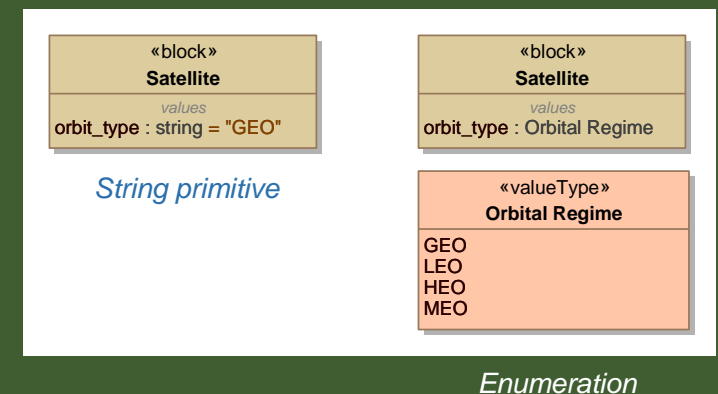 «block»
Satellite
values
orbit_type : string = "GEO"
String primitive
«block»
Satellite
values
orbit_type : Orbital Regime
«valueType»
Orbital Regime
GEO
LEO
HEO
MEO
Enumeration